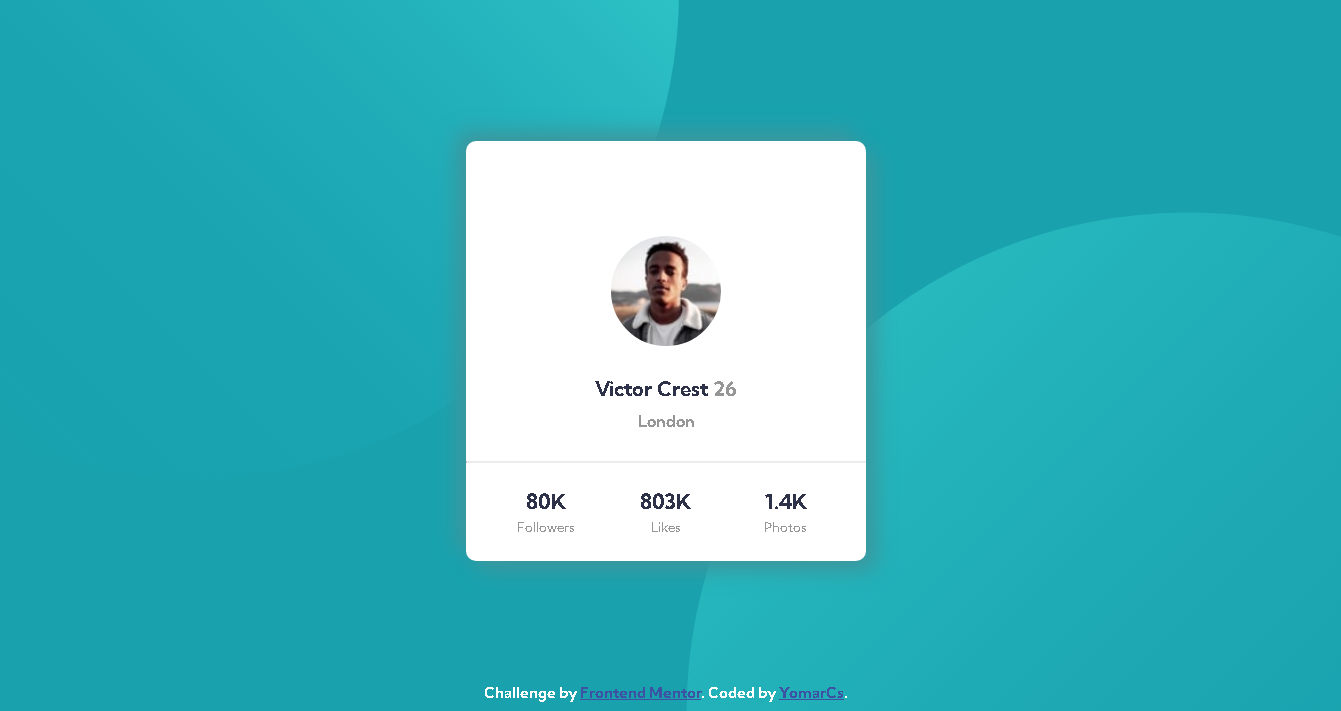 Victor Crest 26
London
80K 803K 1.4K
Followers Likes Photos
Challenge by Frontend Mentor. Coded by YomarCs.